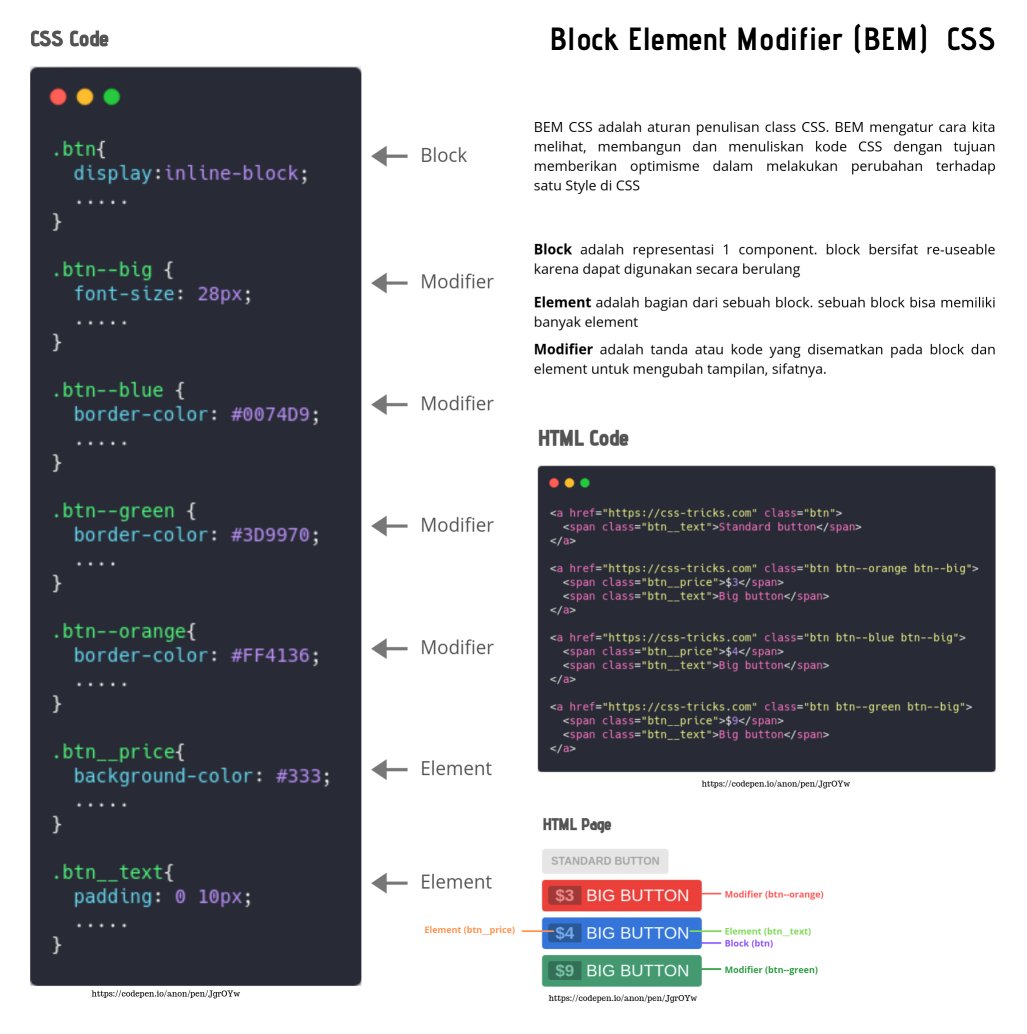 CSS Code
.btn{
display:inline-block;
.....
}
.btn--big {
font-size: 28px;
.....
}
.btn--blue {
border-color: #0074D9;
.....
}
.btn--green {
border-color: #3D9970;
....
}
.btn--orange{
border-color: #FF4136;
.....
}
.btn__price{
background-color: #333;
.....
}
.btn__text{
padding: 0 10px;
.....
}
https://codepen.io/anon/pen/JgrOYw
Block
Modifier
Modifier
Modifier
Modifier
Element
Element
Block Element Modifier (BEM) CSS
BEM CSS adalah aturan penulisan class CSS. BEM mengatur cara kita
melihat, membangun dan menuliskan kode CSS dengan tujuan
memberikan optimisme dalam melakukan perubahan terhadap
satu Style di CSS
Block adalah representasi 1 component. block bersifat re-useable
karena dapat digunakan secara berulang
Element adalah bagian dari sebuah block. sebuah block bisa memiliki
banyak element
Modifier adalah tanda atau kode yang disematkan pada block dan
element untuk mengubah tampilan, sifatnya.
HTML Code
<a href="https://css-tricks.com" class="btn">
<span class="btn__text">Standard button</span>
</a>
<a href="https://css-tricks.com" class="btn btn--orange btn--big">
<span class="btn__price">$3</span>
<span class="btn__text">Big button</span>
</a>
<a href="https://css-tricks.com" class="btn btn--blue btn--big">
<span class="btn__price">$4</span>
<span class="btn__text">Big button</span>
</a>
<a href="https://css-tricks.com" class="btn btn--green btn--big">
<span class="btn__price">$9</span>
<span class="btn__text">Big button</span>
</a>
https://codepen.io/anon/pen/JgrOYw
HTML Page
STANDARD BUTTON
$3 BIG BUTTON
Modifier (btn--orange)
Element (btn__price)
$4 BIG BUTTON
Element (btn__text)
Block (btn)
$9 BIG BUTTON
Modifier (btn--green)
https://codepen.io/anon/pen/JgrOYw